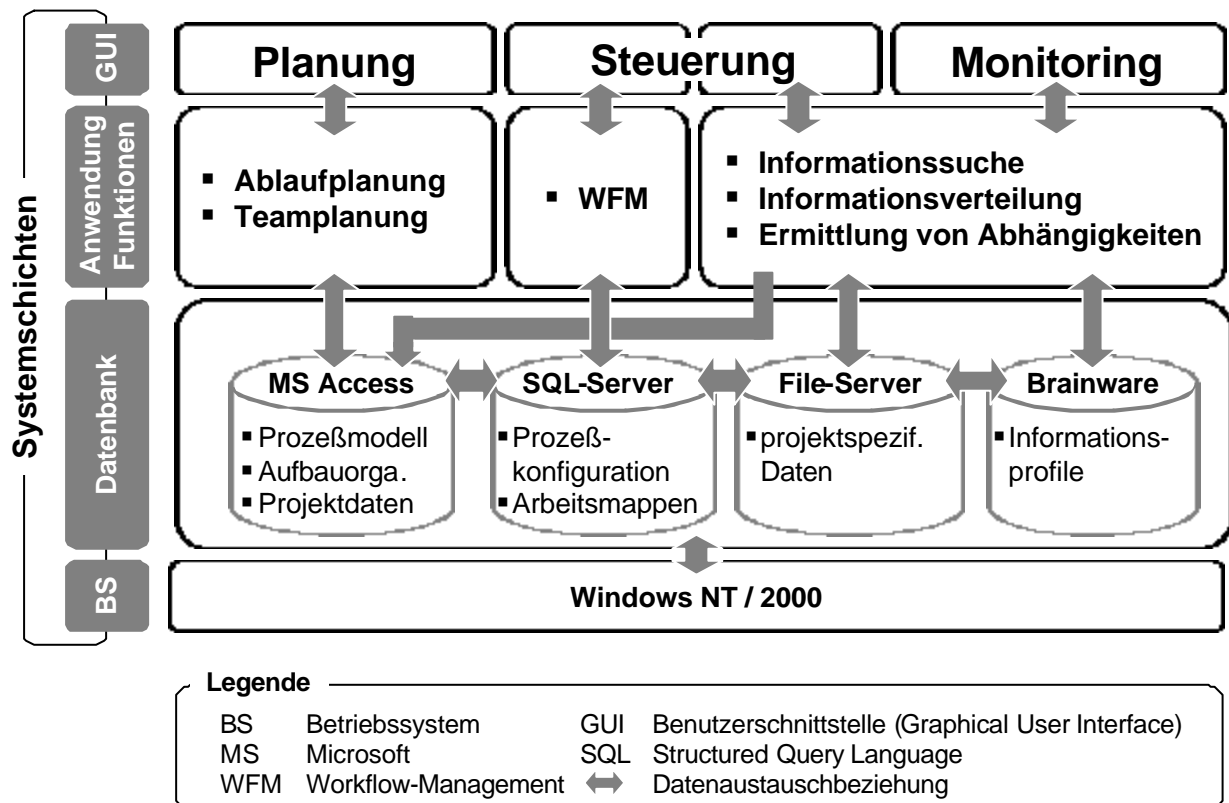 Systemschichten
GUI
Planung
Steuerung
Monitoring
Anwendung
Funktionen
▪ Ablaufplanung
▪ Teamplanung
▪ WFM
▪ Informationssuche
▪ Informationsverteilung
▪ Ermittlung von Abhängigkeiten
Datenbank
MS Access
▪ Prozeßmodell
▪ Aufbauorga.
▪ Projektdaten
SQL-Server
▪ Prozeß-
konfiguration
▪ Arbeitsmappen
File-Server
▪ projektspezif.
Daten
Brainware
▪ Informations-
profile
BS
Windows NT / 2000
Legende
BS Betriebssystem
GUI Benutzerschnittstelle (Graphical User Interface)
MS Microsoft
SQL Structured Query Language
WFM Workflow-Management
Datenaustauschbeziehung